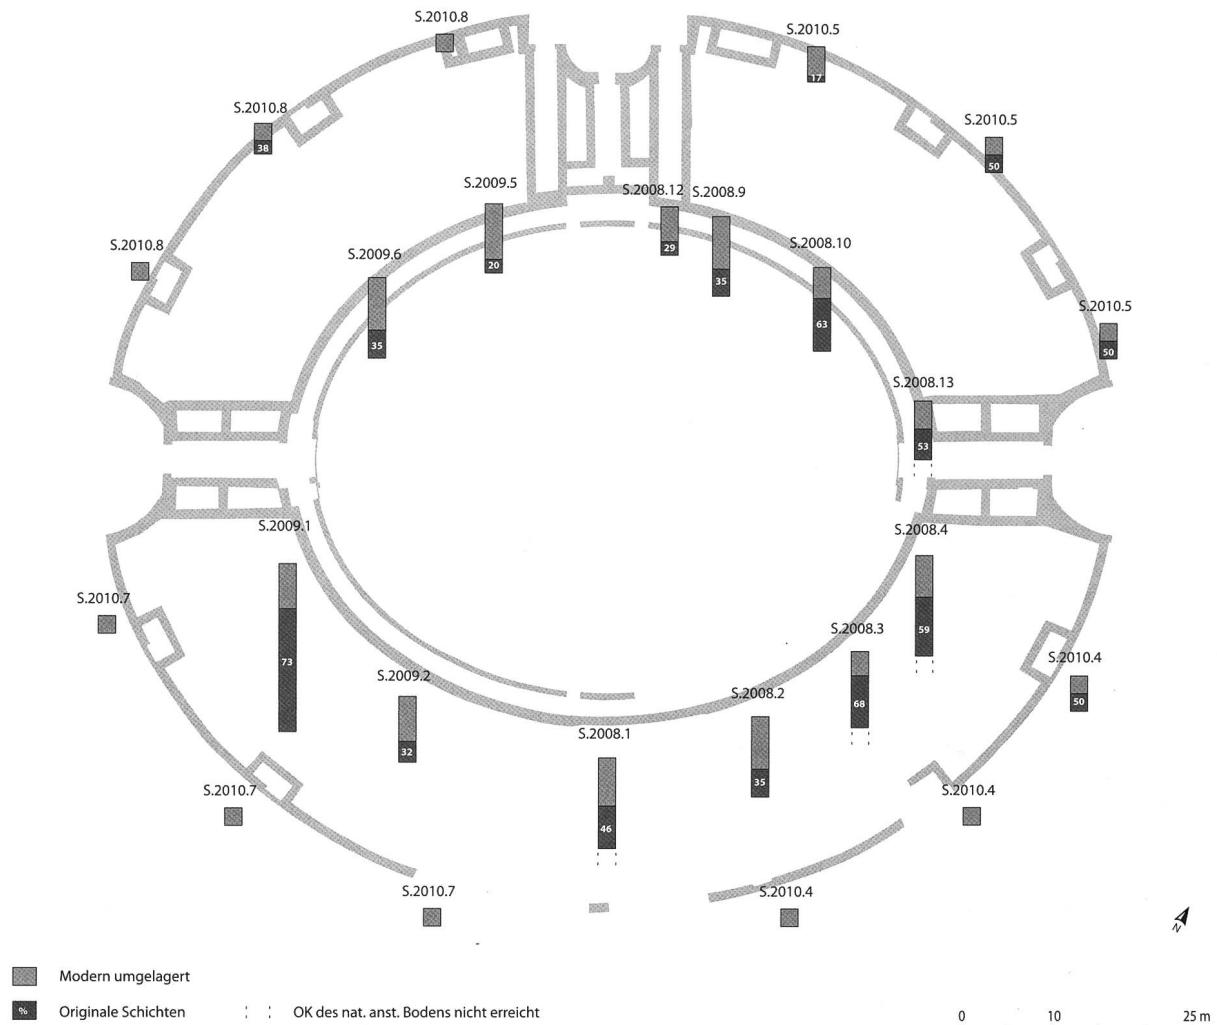 S.2010.8
S.2010.5
17
S.2010.8
38
S.2010.5
50
S.2009.5
20
S.2008.12
29
S.2008.9
35
S.2010.8
S.2009.6
35
S.2008.10
63
S.2010.5
50
S.2008.13
53
S.2009.1
73
S.2008.4
59
S.2010.7
S.2008.3
68
S.2010.4
50
S.2009.2
32
S.2008.2
35
S.2008.1
46
S.2010.7
S.2010.4
S.2010.7
S.2010.4
N
Modern umgelagert
% Originale Schichten
OK des nat. anst. Bodens nicht erreicht
0 10 25 m